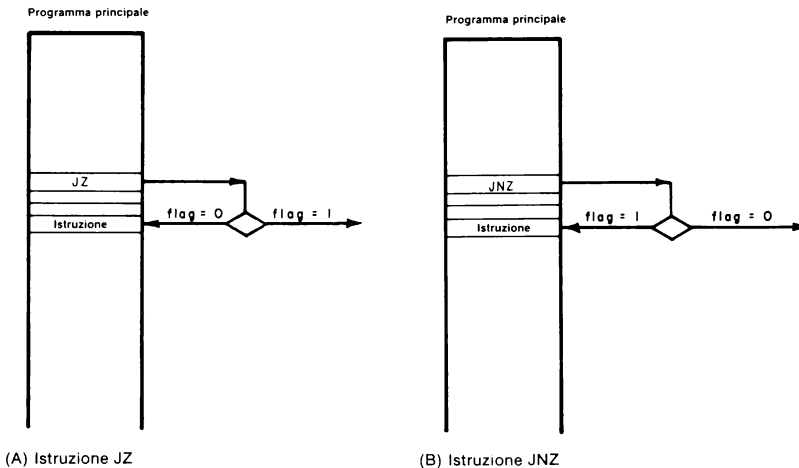 Programma principale
JZ
flag = 0
flag = 1
Istruzione
(A) Istruzione JZ
Programma principale
JNZ
flag = 1
flag = 0
Istruzione
(B) Istruzione JNZ